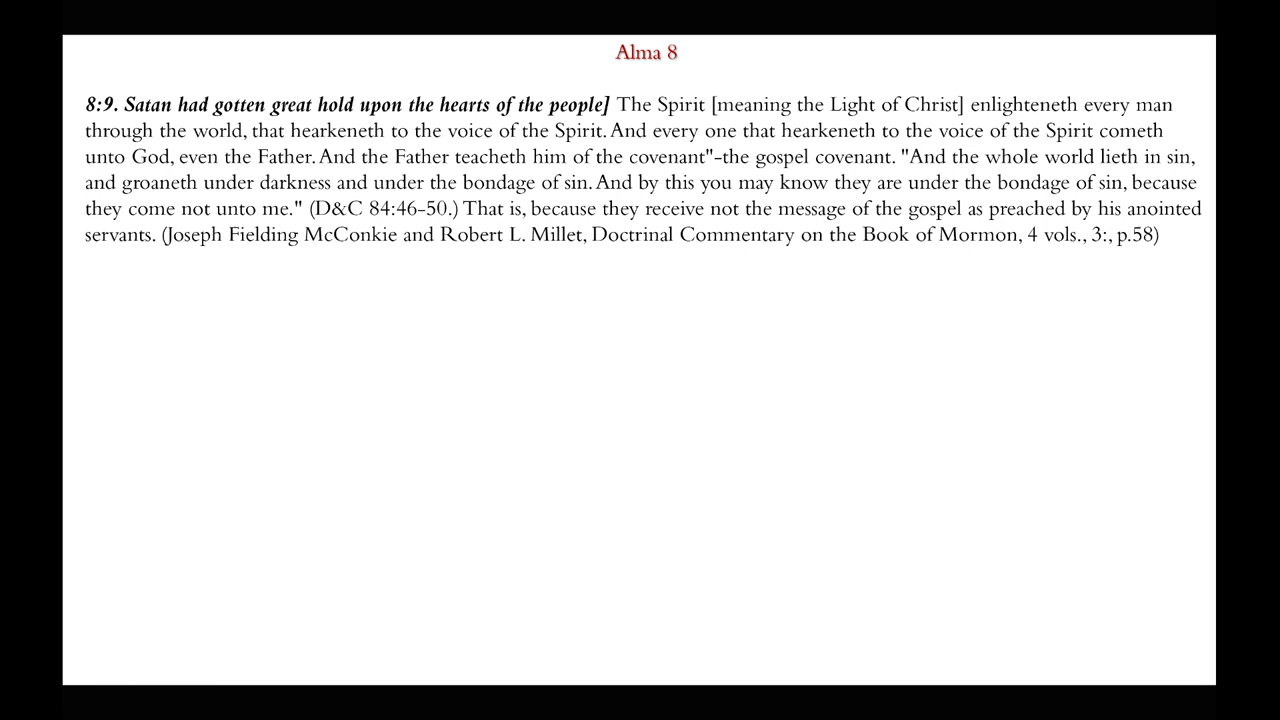 Alma 8
8:9. Satan had gotten great hold upon the hearts of the people] The Spirit [meaning the Light of Christ] enlighteneth every man
through the world, that hearkeneth to the voice of the Spirit. And every one that hearkeneth to the voice of the Spirit cometh
unto God, even the Father. And the Father teacheth him of the covenant"-the gospel covenant. "And the whole world lieth in sin,
and groaneth under darkness and under the bondage of sin. And by this you may know they are under the bondage of sin, because
they come not unto me." (D&C 84:46-50.) That is, because they receive not the message of the gospel as preached by his anointed
servants. (Joseph Fielding McConkie and Robert L. Millet, Doctrinal Commentary on the Book of Mormon, 4 vols., 3:, p.58)